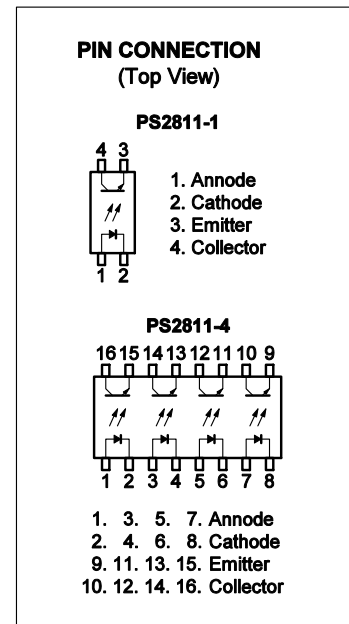 PIN CONNECTION
(Top View)
PS2811-1
4 3
1. Annode
2. Cathode
3. Emitter
4. Collector
1 2
PS2811-4
16 15 14 13 12 11 10 9
1 2 3 4 5 6 7 8
1. 3. 5. 7. Annode
2. 4. 6. 8. Cathode
9. 11. 13. 15. Emitter
10. 12. 14. 16. Collector